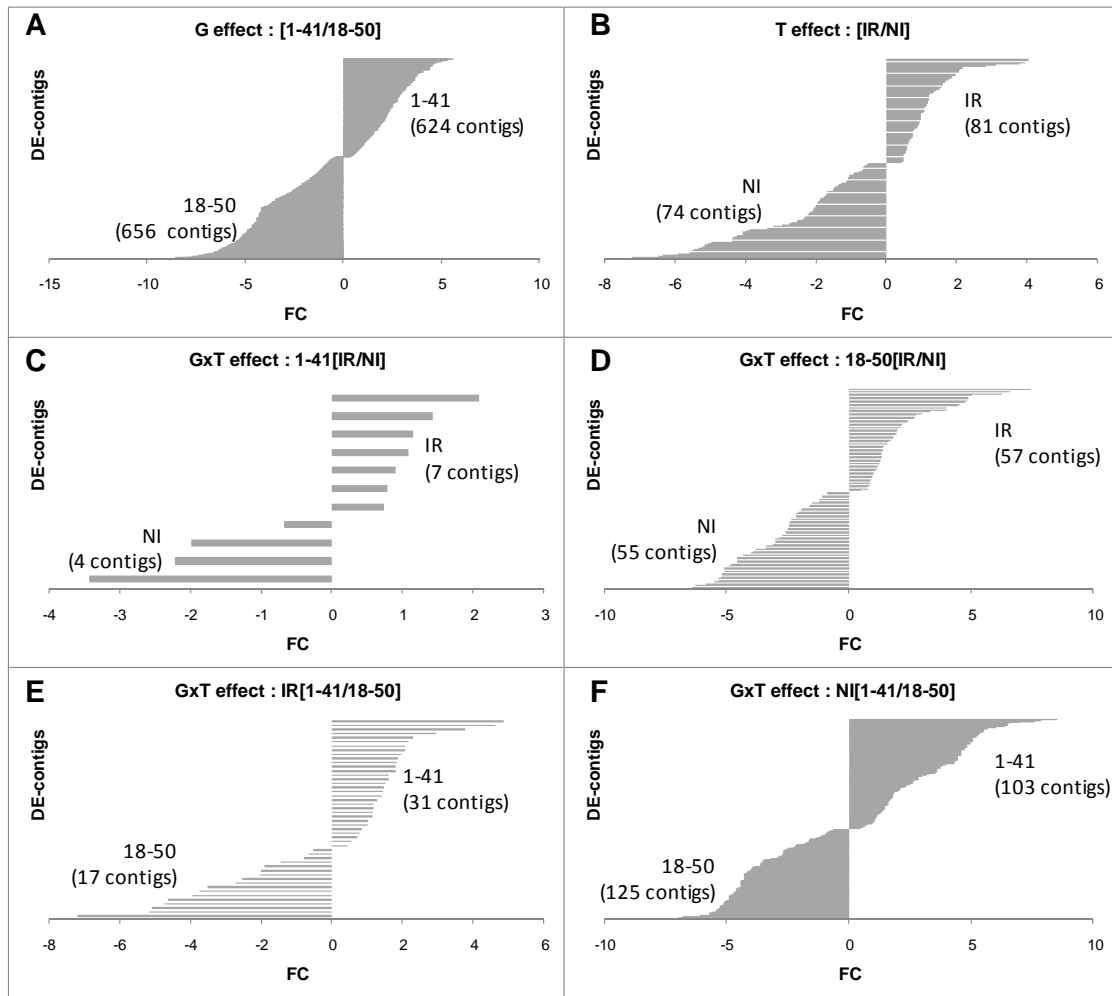 A
G effect : [1-41/18-50]
DE-contigs
1-41
(624 contigs)
18-50
(656 contigs)
-15 -10 -5 0 5 10
FC
B
T effect : [IR/NI]
DE-contigs
IR
(81 contigs)
NI
(74 contigs)
-8 -6 -4 -2 0 2 4 6
FC
C
GxT effect : 1-41[IR/NI]
DE-contigs
IR
(7 contigs)
NI
(4 contigs)
-4 -3 -2 -1 0 1 2 3
FC
D
GxT effect : 18-50[IR/NI]
DE-contigs
IR
(57 contigs)
NI
(55 contigs)
-10 -5 0 5 10
FC
E
GxT effect : IR[1-41/18-50]
DE-contigs
1-41
(31 contigs)
18-50
(17 contigs)
-8 -6 -4 -2 0 2 4 6
FC
F
GxT effect : NI[1-41/18-50]
DE-contigs
1-41
(103 contigs)
18-50
(125 contigs)
-10 -5 0 5 10
FC